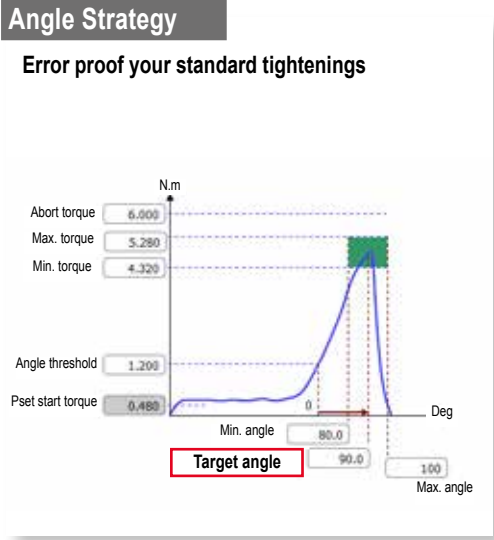 Angle Strategy
Error proof your standard tightenings
N.m
Abort torque 6.000
Max. torque 5.280
Min. torque 4.320
Angle threshold 1.200
Pset start torque 0.480
0
Deg
Min. angle 80.0
Target angle 90.0
100
Max. angle